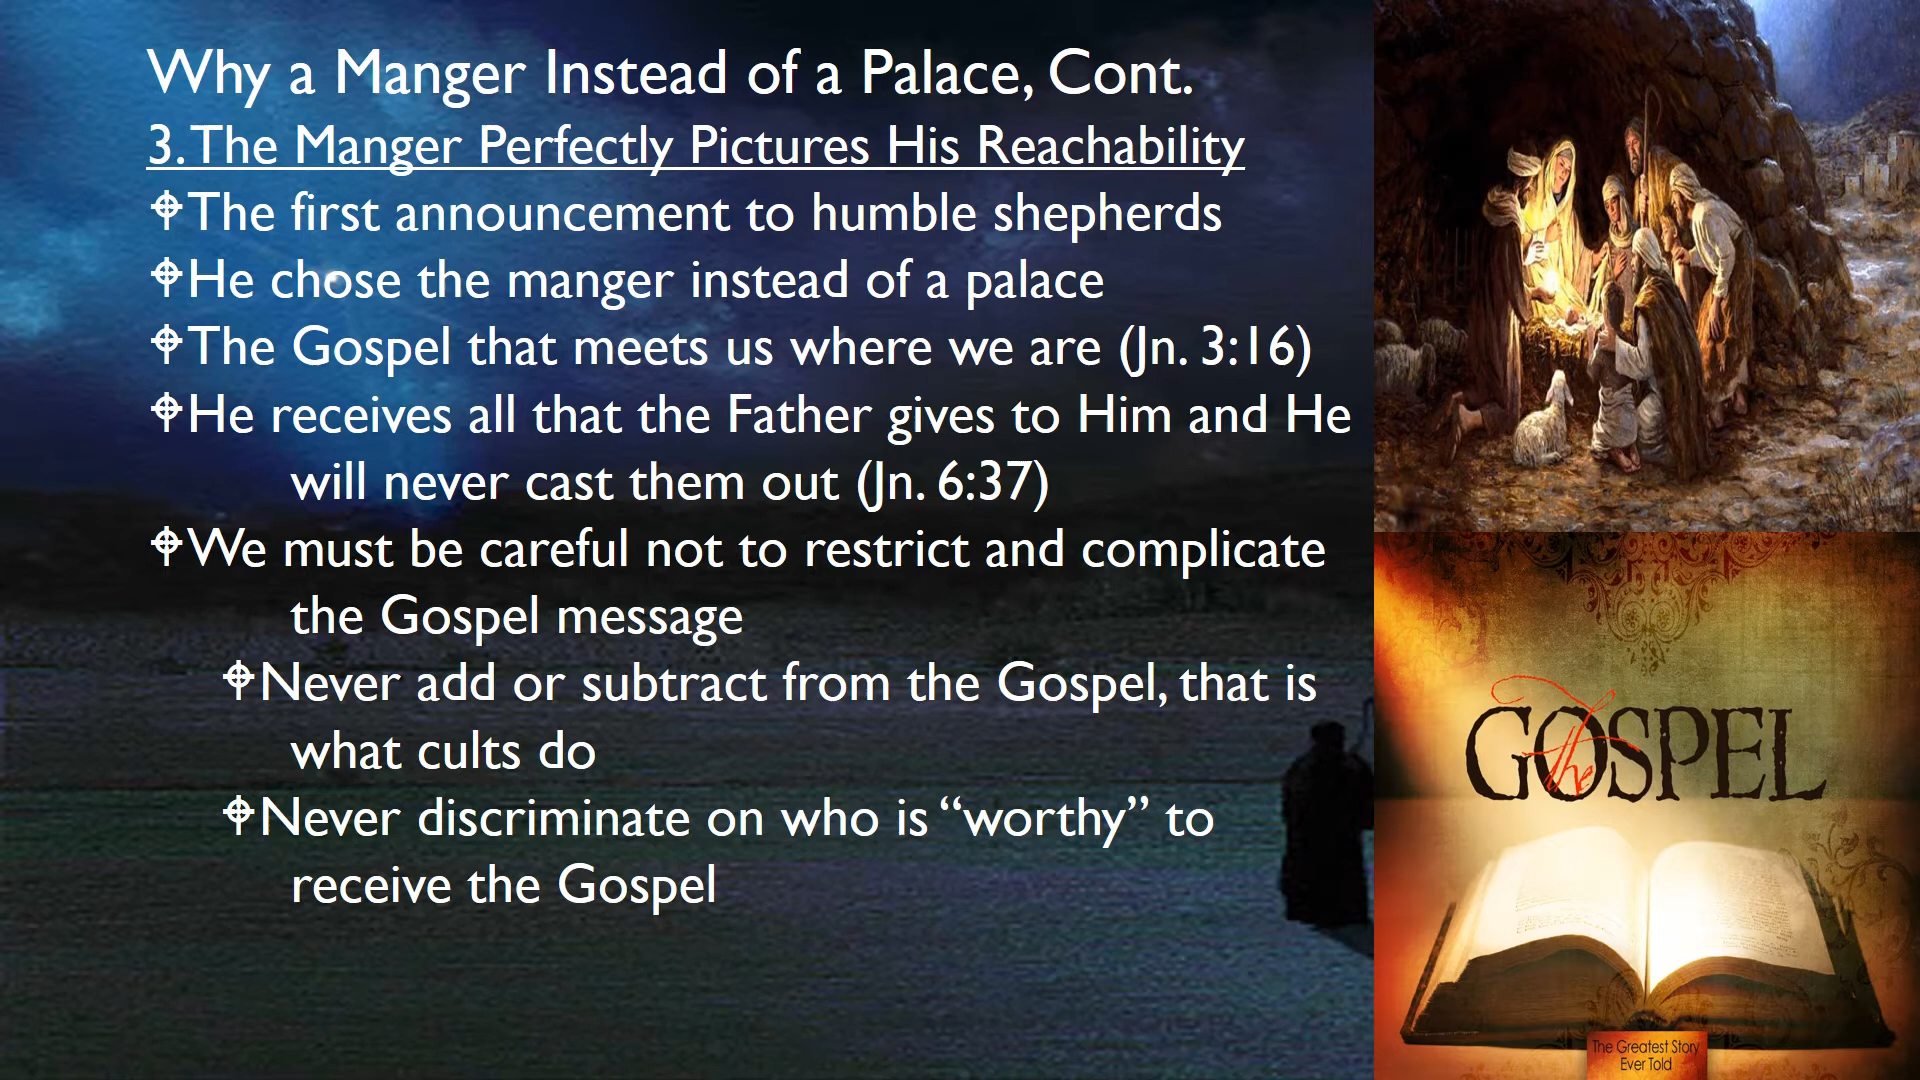 Why a Manger Instead of a Palace, Cont.
3. The Manger Perfectly Pictures His Reachability
The first announcement to humble shepherds
He chose the manger instead of a palace
The Gospel that meets us where we are (Jn. 3:16)
He receives all that the Father gives to Him and He
will never cast them out (Jn. 6:37)
We must be careful not to restrict and complicate
the Gospel message
Never add or subtract from the Gospel, that is
what cults do
Never discriminate on who is “worthy” to
receive the Gospel
The
GOSPEL
The Greatest Story
Ever Told